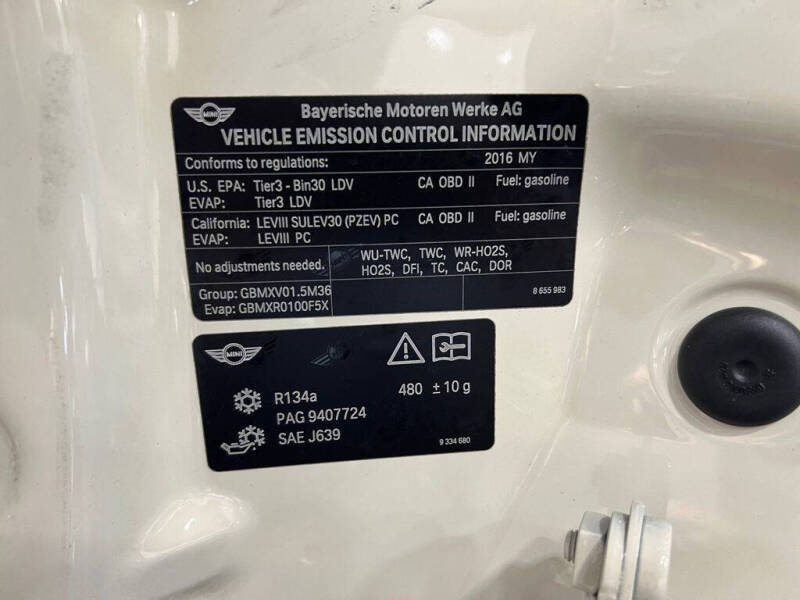 MINI
Bayerische Motoren Werke AG
VEHICLE EMISSION CONTROL INFORMATION
Conforms to regulations: 2016 MY
U.S. EPA: Tier3 - Bin30 LDV CA OBD II Fuel: gasoline
EVAP: Tier3 LDV
California: LEVIII SULEV30 (PZEV) PC CA OBD II Fuel: gasoline
EVAP: LEVIII PC
No adjustments needed.
WU-TWC, TWC, WR-HO2S,
HO2S, DFI, TC, CAC, DOR
Group: GBMXV01.5M36
Evap: GBMXR0100F5X
8 655 983
MINI
R134a 480 ± 10 g
PAG 9407724
SAE J639
9 334 680